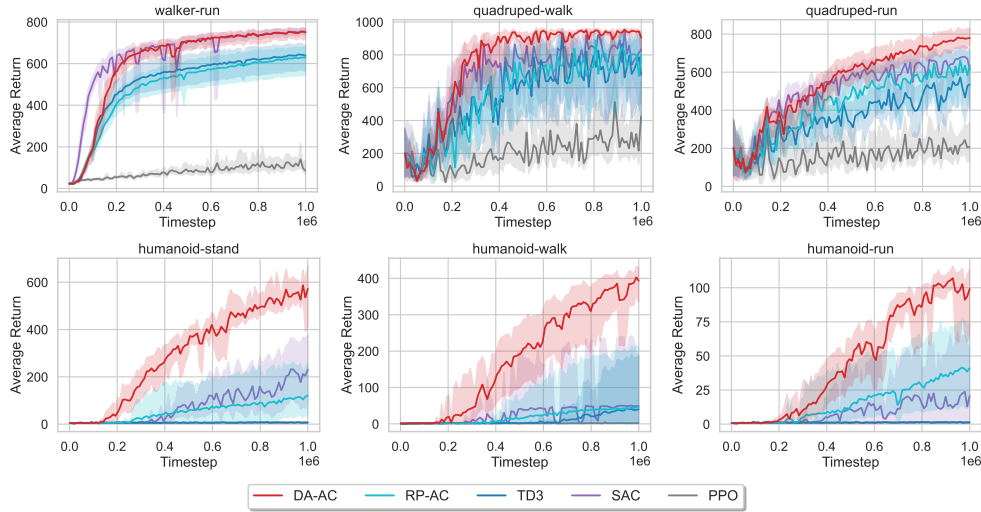 walker-run
quadruped-walk
quadruped-run
Average Return
800
600
400
200
0
0.0 0.2 0.4 0.6 0.8 1.0
Timestep
1e6
Average Return
1000
800
600
400
200
0
0.0 0.2 0.4 0.6 0.8 1.0
Timestep
1e6
Average Return
800
600
400
200
0
0.0 0.2 0.4 0.6 0.8 1.0
Timestep
1e6
humanoid-stand
humanoid-walk
humanoid-run
Average Return
600
400
200
0
0.0 0.2 0.4 0.6 0.8 1.0
Timestep
1e6
Average Return
400
300
200
100
0
0.0 0.2 0.4 0.6 0.8 1.0
Timestep
1e6
Average Return
100
75
50
25
0
0.0 0.2 0.4 0.6 0.8 1.0
Timestep
1e6
DA-AC RP-AC TD3 SAC PPO